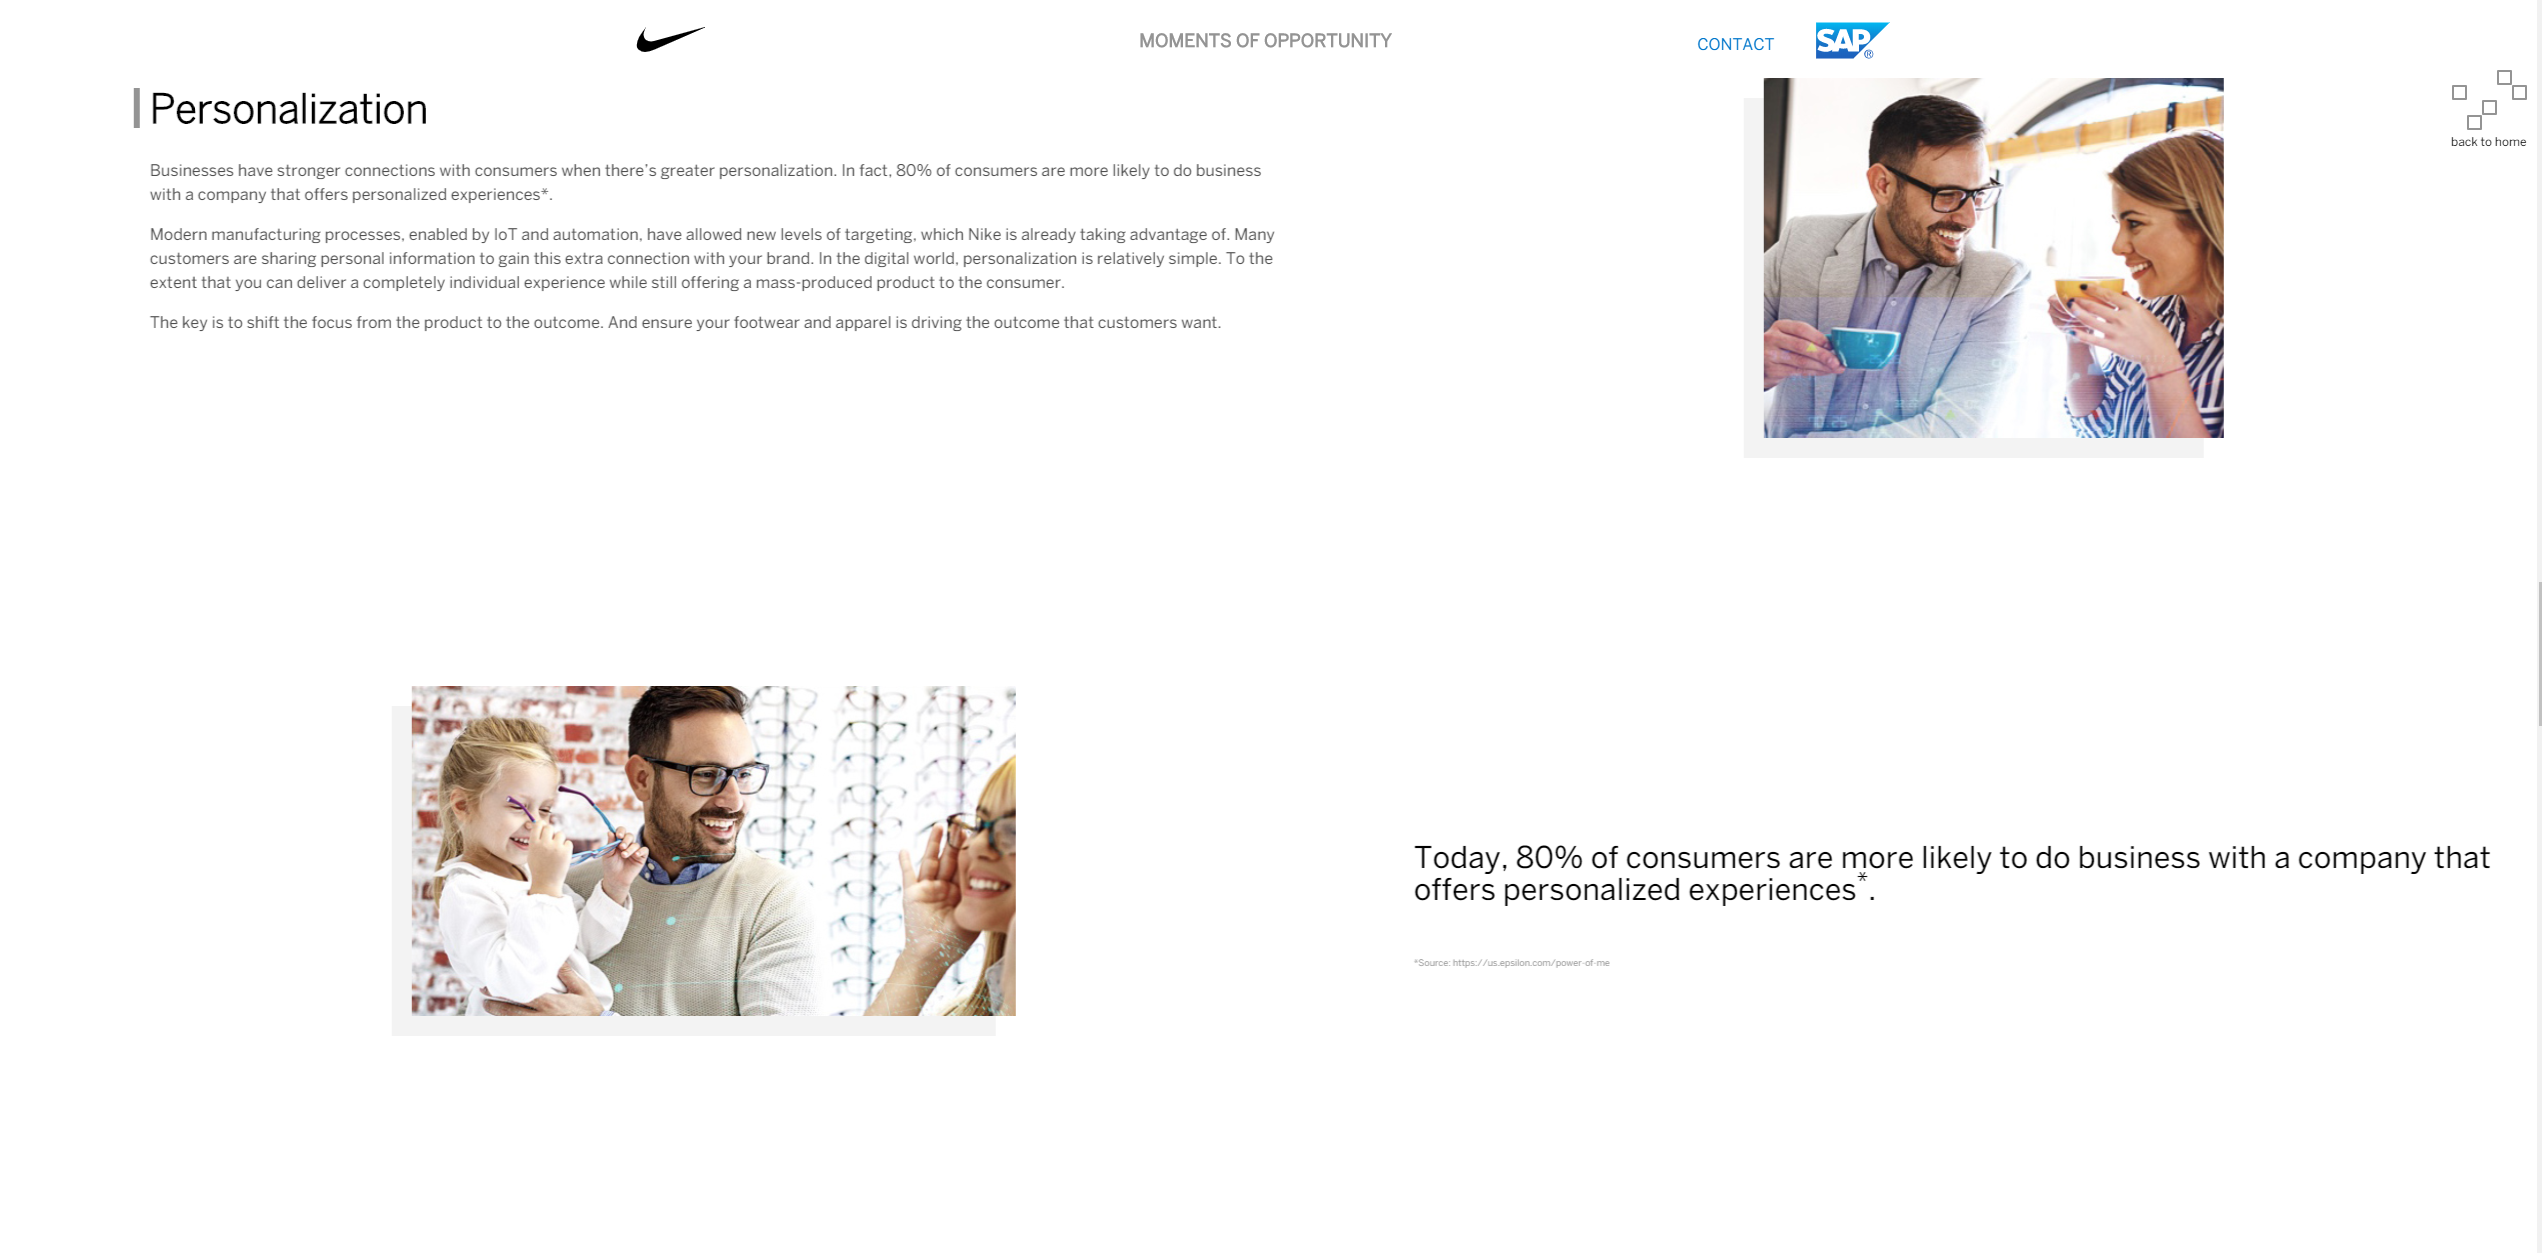 MOMENTS OF OPPORTUNITY
CONTACT
SAP®
back to home
Personalization
Businesses have stronger connections with consumers when there's greater personalization. In fact, 80% of consumers are more likely to do business
with a company that offers personalized experiences*.
Modern manufacturing processes, enabled by IoT and automation, have allowed new levels of targeting, which Nike is already taking advantage of. Many
customers are sharing personal information to gain this extra connection with your brand. In the digital world, personalization is relatively simple. To the
extent that you can deliver a completely individual experience while still offering a mass-produced product to the consumer.
The key is to shift the focus from the product to the outcome. And ensure your footwear and apparel is driving the outcome that customers want.
Today, 80% of consumers are more likely to do business with a company that
offers personalized experiences*.
*Source: https://us.epsilon.com/power-of-me